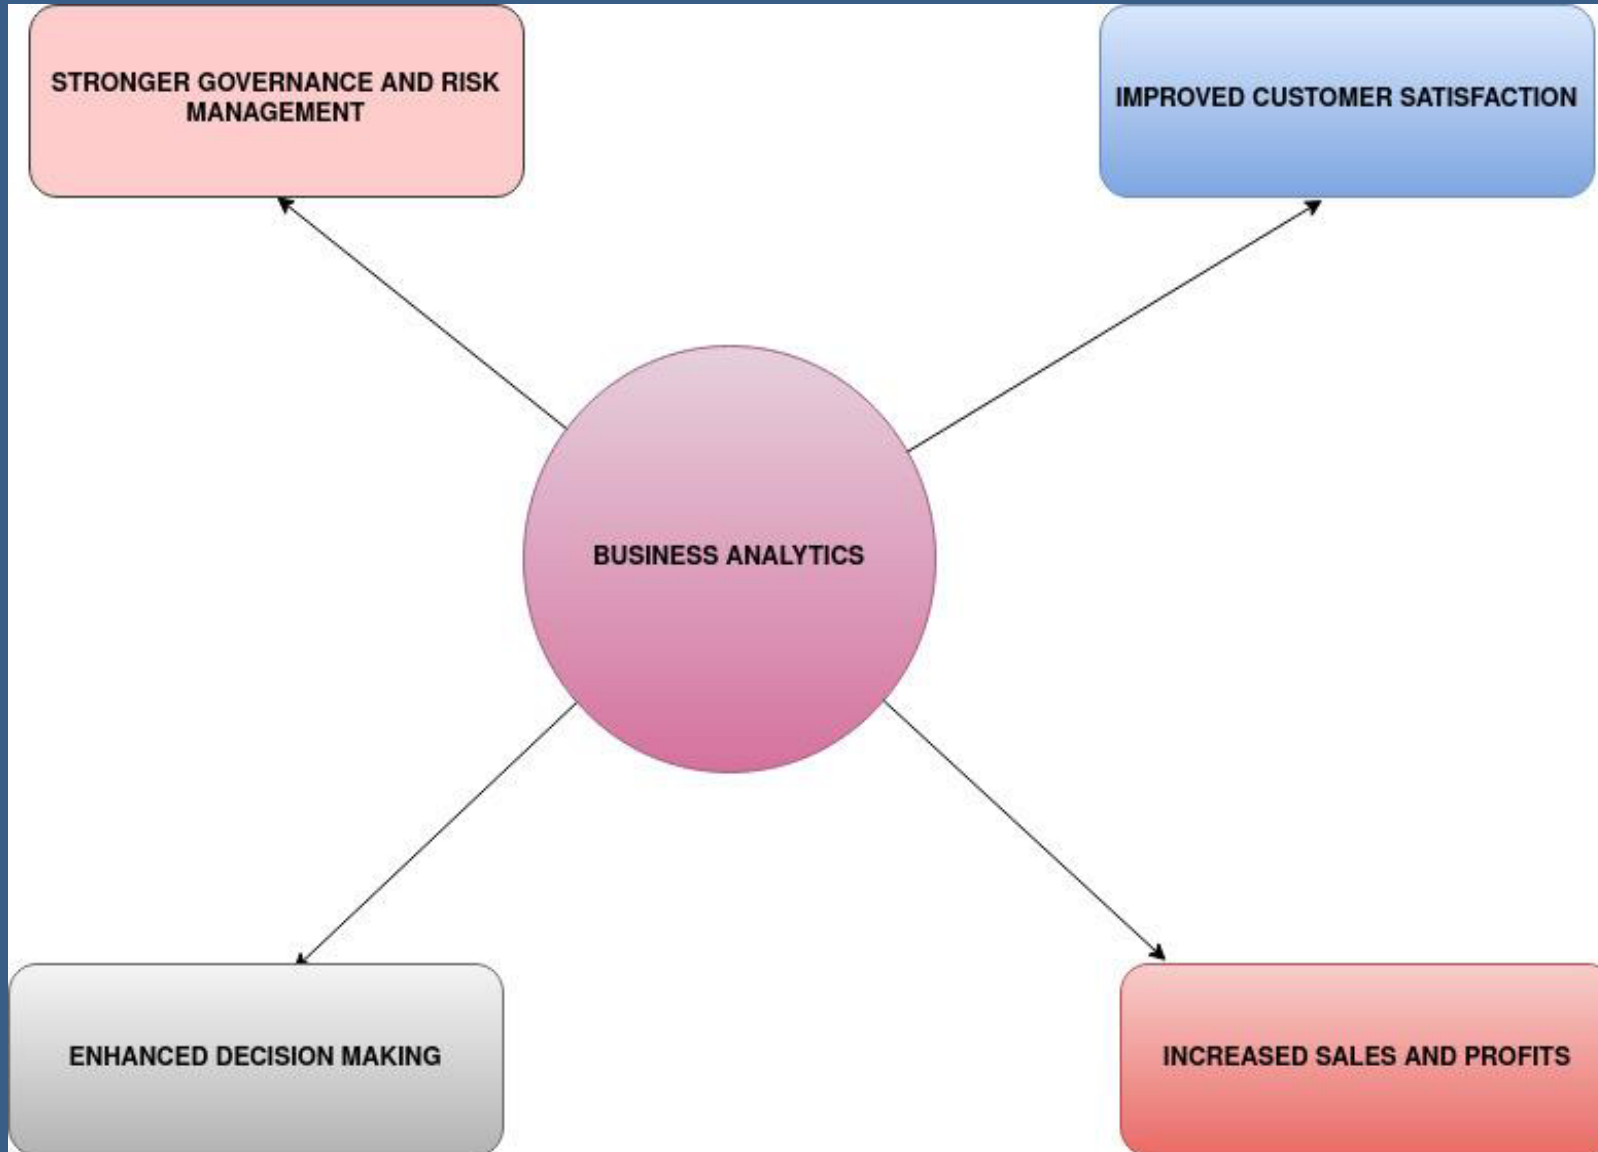 STRONGER GOVERNANCE AND RISK
MANAGEMENT
IMPROVED CUSTOMER SATISFACTION
BUSINESS ANALYTICS
ENHANCED DECISION MAKING
INCREASED SALES AND PROFITS